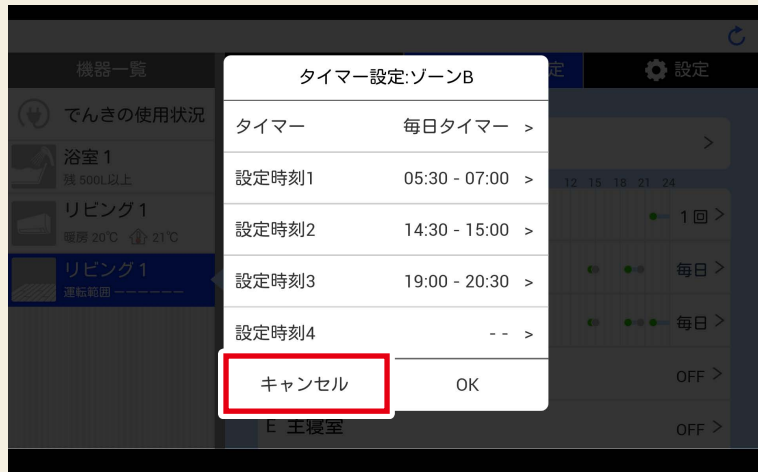 機器一覧
定
設定
でんきの使用状況
浴室1
残500L以上
リビング1
暖房 20℃ 21℃
リビング1
運転範囲 ーーーーーー
タイマー設定:ゾーンB
タイマー 毎日タイマー >
設定時刻1 05:30 - 07:00 >
設定時刻2 14:30 - 15:00 >
設定時刻3 19:00 - 20:30 >
設定時刻4 - - >
キャンセル OK
>
12 15 18 21 24
1回 >
毎日 >
毎日 >
OFF >
E 主寝室 OFF >